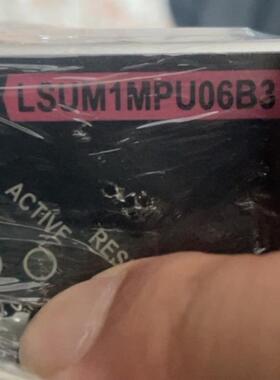 LSUM1MPU06B3
ACTIVE
RES